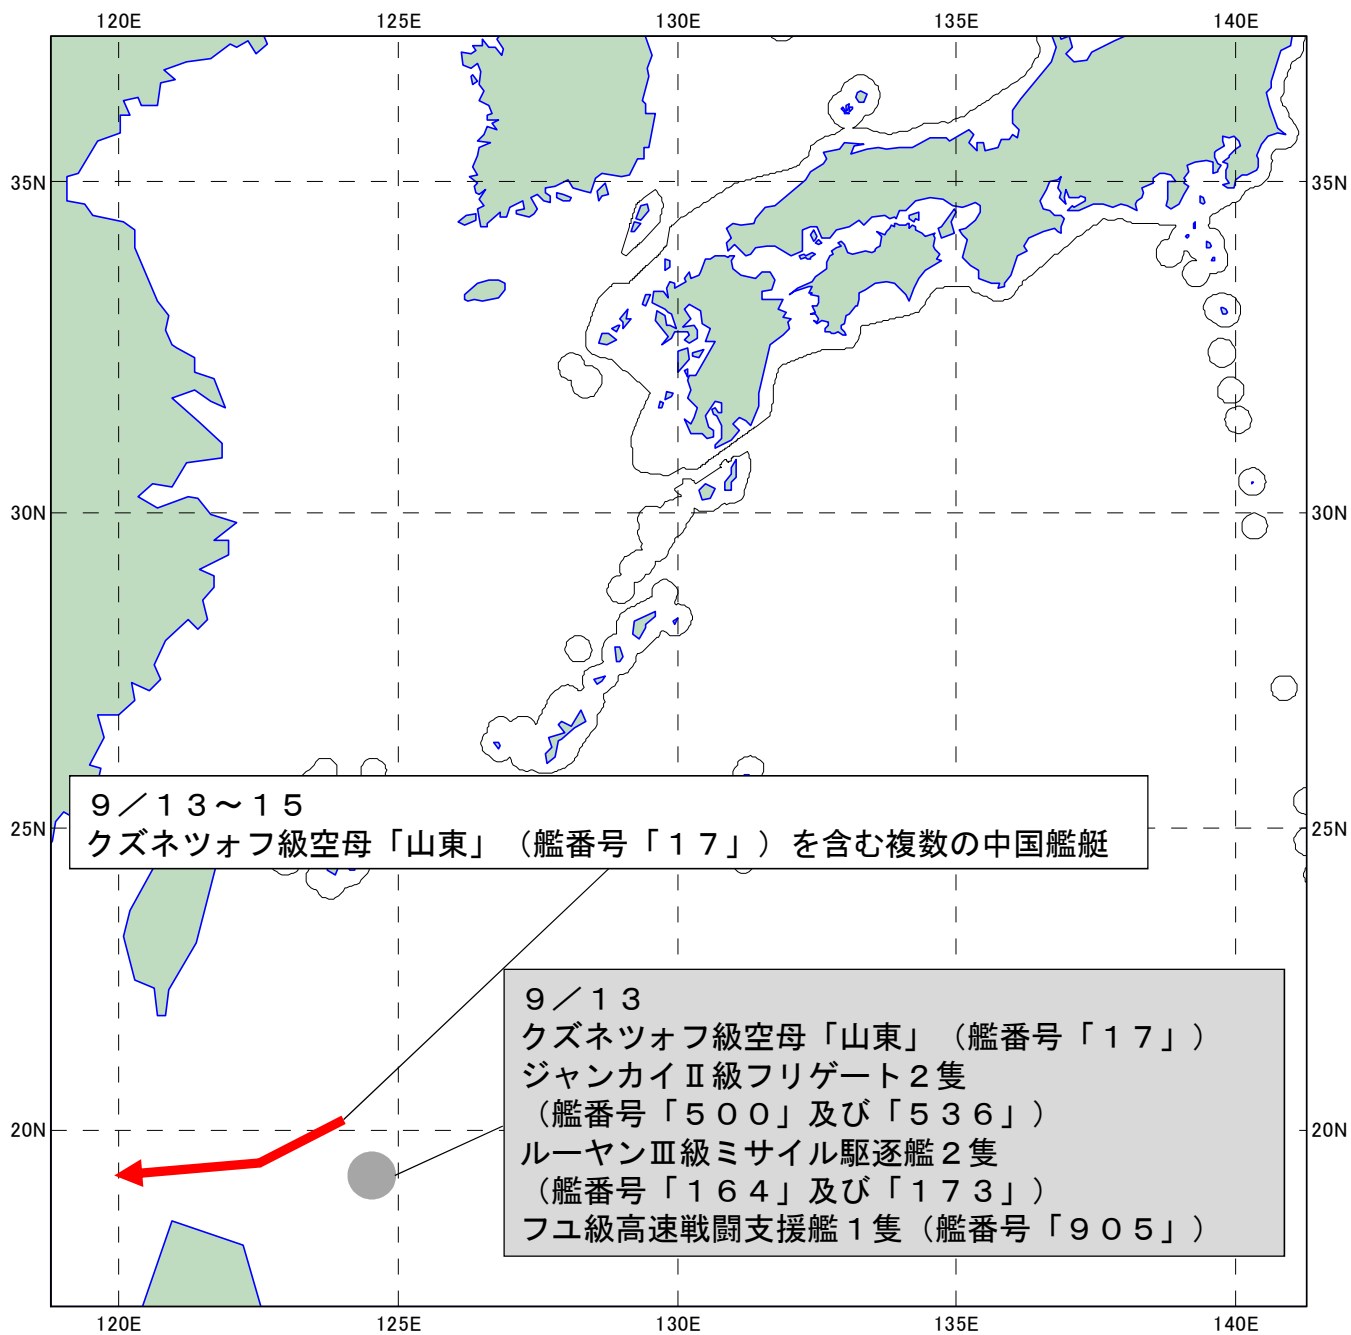 120E 125E 130E 135E 140E
35N 35N
30N 30N
25N 25N
９／１３～１５
クズネツォフ級空母「山東」（艦番号「１７」）を含む複数の中国艦艇
９／１３
クズネツォフ級空母「山東」（艦番号「１７」）
ジャンカイⅡ級フリゲート２隻
（艦番号「５００」及び「５３６」）
ルーヤンⅢ級ミサイル駆逐艦２隻
（艦番号「１６４」及び「１７３」）
フユ級高速戦闘支援艦１隻（艦番号「９０５」）
20N 20N
120E 125E 130E 135E 140E